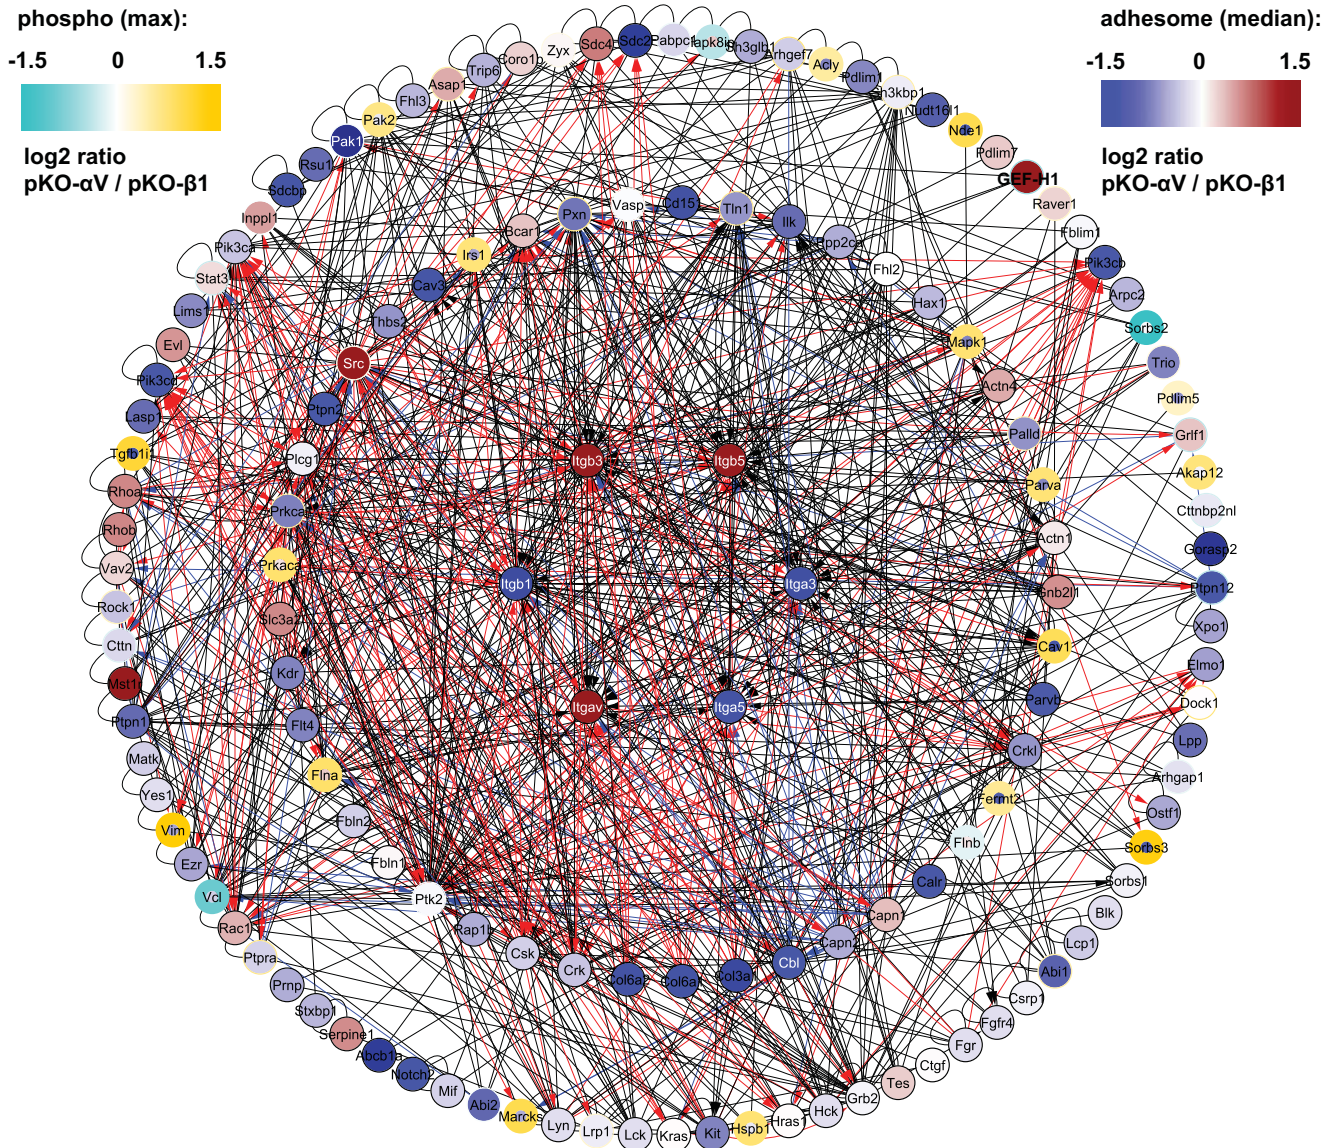 phospho (max):
-1.5 0 1.5
log2 ratio
pKO-αV / pKO-β1
adhesome (median):
-1.5 0 1.5
log2 ratio
pKO-αV / pKO-β1
Zyx
Sdc4
Sdc2
Pabpc1
Sh3glb1
Arhgef7
Acly
Pdlim1
Sh3kbp1
Nudt16l1
Nde1
Pdlim7
GEF-H1
Raver1
Fblim1
Pik3cb
Arpc2
Sorbs2
Trio
Pdlim5
Grlf1
Akap12
Cttnbp2nl
Gorasp2
Ptpn12
Xpo1
Elmo1
Dock1
Lpp
Arhgap1
Ostf1
Sorbs3
Sorbs1
Blk
Lcp1
Abi1
Csrp1
Fgfr4
Fgr
Ctgf
Tes
Grb2
Hck
Hras1
Hspb1
Kit
Kras
Lck
Lrp1
Lyn
Marcks
Abi2
Mif
Notch2
Abcb1a
Serpine1
Stxbp1
Prnp
Ptpra
Rac1
Vcl
Ezr
Vim
Yes1
Matk
Ptpn1
Mst1r
Cttn
Rock1
Vav2
Rhob
Rhoa
Tgfb1i1
Lasp1
Pik3cd
Evl
Lims1
Stat3
Pik3ca
Inppl1
Sdcbp
Rsu1
Pak1
Pak2
Fhl3
Asap1
Trip6
Coro1b
Vasp
Cd151
Tln1
Ilk
Ppp2ca
Fhl2
Hax1
Mapk1
Actn4
Palld
Parva
Actn1
Gnb2l1
Cav1
Parvb
Crkl
Fermt2
Flnb
Calr
Capn1
Capn2
Cbl
Col3a1
Col6a1
Col6a2
Crk
Csk
Rap1b
Ptk2
Fbln1
Fbln2
Flna
Flt4
Kdr
Slc3a2
Prkaca
Prkca
Plcg1
Ptpn2
Src
Thbs2
Cav3
Irs1
Bcar1
Pxn
Itgb3
Itgb5
Itgb1
Itga3
Itgav
Itga5